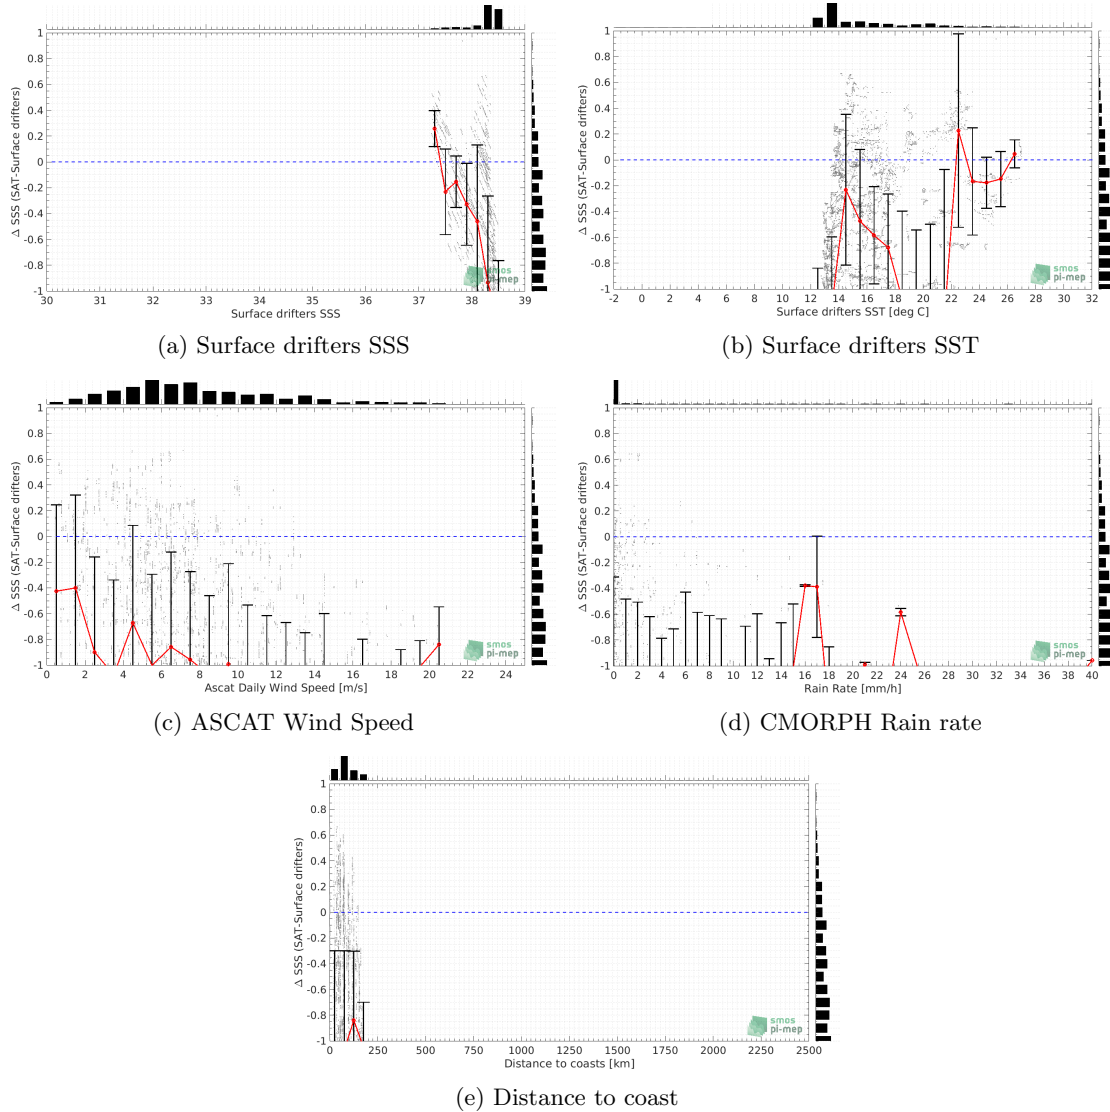 1
0.8
0.6
0.4
0.2
0
-0.2
-0.4
-0.6
-0.8
-1
Δ SSS (SAT-Surface drifters)
smos
pi-mep
30 31 32 33 34 35 36 37 38 39
Surface drifters SSS
(a) Surface drifters SSS
1
0.8
0.6
0.4
0.2
0
-0.2
-0.4
-0.6
-0.8
-1
Δ SSS (SAT-Surface drifters)
smos
pi-mep
-2 0 2 4 6 8 10 12 14 16 18 20 22 24 26 28 30 32
Surface drifters SST [deg C]
(b) Surface drifters SST
1
0.8
0.6
0.4
0.2
0
-0.2
-0.4
-0.6
-0.8
-1
Δ SSS (SAT-Surface drifters)
smos
pi-mep
0 2 4 6 8 10 12 14 16 18 20 22 24
Ascat Daily Wind Speed [m/s]
(c) ASCAT Wind Speed
1
0.8
0.6
0.4
0.2
0
-0.2
-0.4
-0.6
-0.8
-1
Δ SSS (SAT-Surface drifters)
smos
pi-mep
0 2 4 6 8 10 12 14 16 18 20 22 24 26 28 30 32 34 36 38 40
Rain Rate [mm/h]
(d) CMORPH Rain rate
1
0.8
0.6
0.4
0.2
0
-0.2
-0.4
-0.6
-0.8
-1
Δ SSS (SAT-Surface drifters)
smos
pi-mep
0 250 500 750 1000 1250 1500 1750 2000 2250 2500
Distance to coasts [km]
(e) Distance to coast